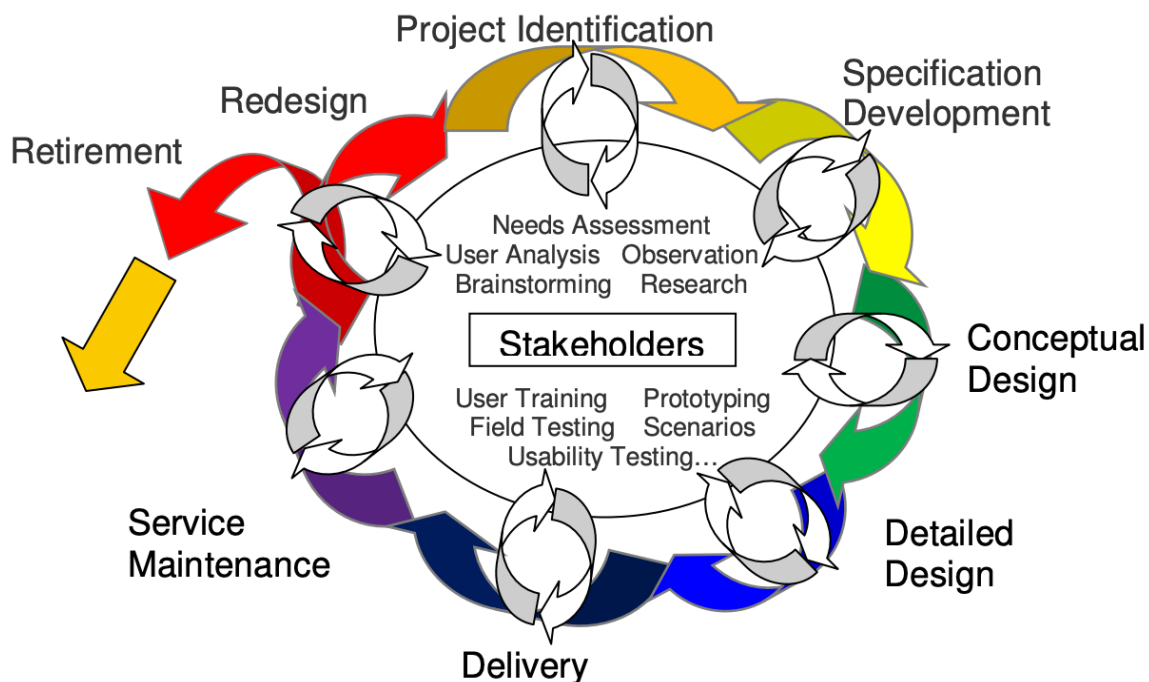 Project Identification
Specification
Development
Redesign
Retirement
Needs Assessment
User Analysis Observation
Brainstorming Research
Stakeholders
Conceptual
Design
User Training Prototyping
Field Testing Scenarios
Usability Testing…
Service
Maintenance
Detailed
Design
Delivery